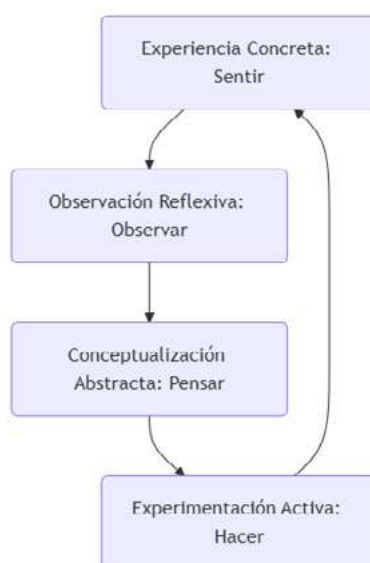 Experiencia Concreta:
Sentir
Observación Reflexiva:
Observar
Conceptualización
Abstracta: Pensar
Experimentación Activa:
Hacer